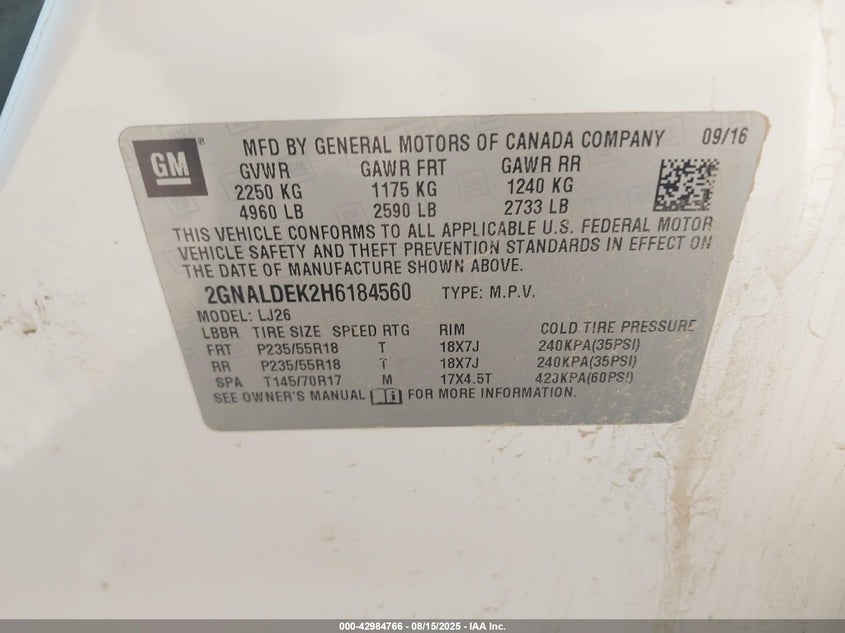 GM
MFD BY GENERAL MOTORS OF CANADA COMPANY 09/16
GVWR GAWR FRT GAWR RR
2250 KG 1175 KG 1240 KG
4960 LB 2590 LB 2733 LB
THIS VEHICLE CONFORMS TO ALL APPLICABLE U.S. FEDERAL MOTOR
VEHICLE SAFETY AND THEFT PREVENTION STANDARDS IN EFFECT ON
THE DATE OF MANUFACTURE SHOWN ABOVE.
2GNALDEK2H6184560 TYPE: M.P.V.
MODEL: LJ26
LBBR TIRE SIZE SPEED RTG RIM COLD TIRE PRESSURE
FRT P235/55R18 T 18X7J 240KPA(35PSI)
RR P235/55R18 T 18X7J 240KPA(35PSI)
SPA T145/70R17 M 17X4.5T 420KPA(60PSI)
SEE OWNER'S MANUAL FOR MORE INFORMATION.
000-42984766 - 08/15/2025 - IAA Inc.